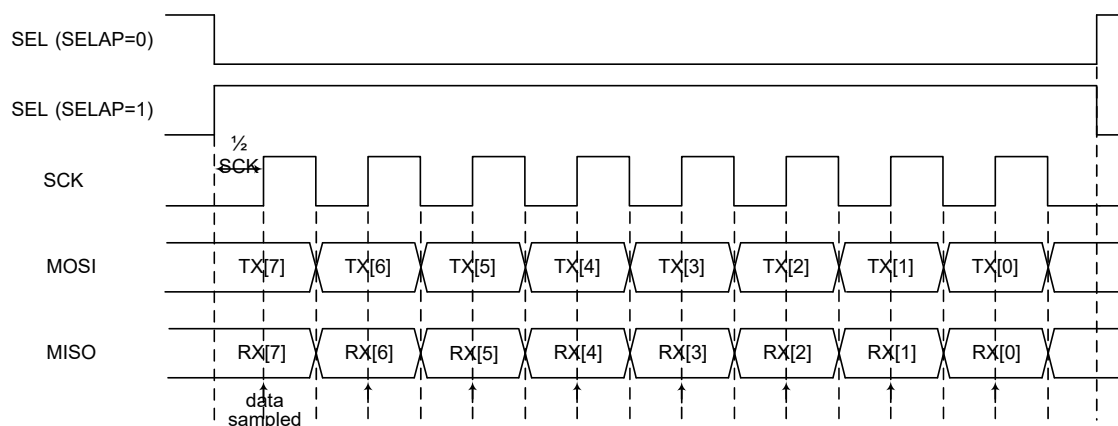 SEL (SELAP=0)
SEL (SELAP=1)
½
SCK
SCK
MOSI
TX[7] TX[6] TX[5] TX[4] TX[3] TX[2] TX[1] TX[0]
MISO
RX[7] RX[6] RX[5] RX[4] RX[3] RX[2] RX[1] RX[0]
data
sampled